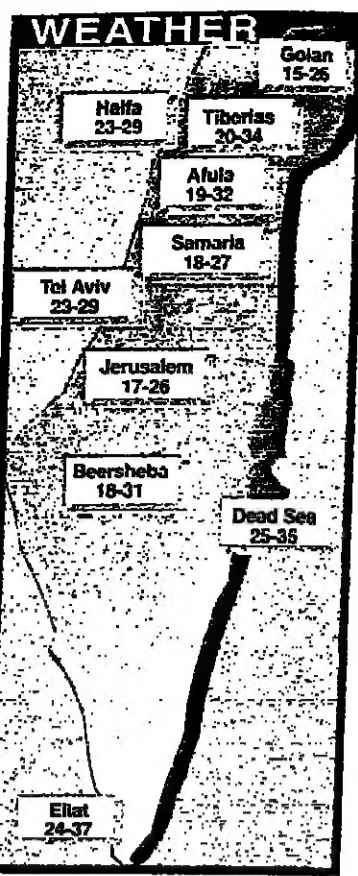 WEATHER
Golan
15-26
Haifa
23-29
Tiberias
20-34
Afula
19-32
Samaria
18-27
Tel Aviv
23-29
Jerusalem
17-26
Beersheba
18-31
Dead Sea
25-35
Eilat
24-37